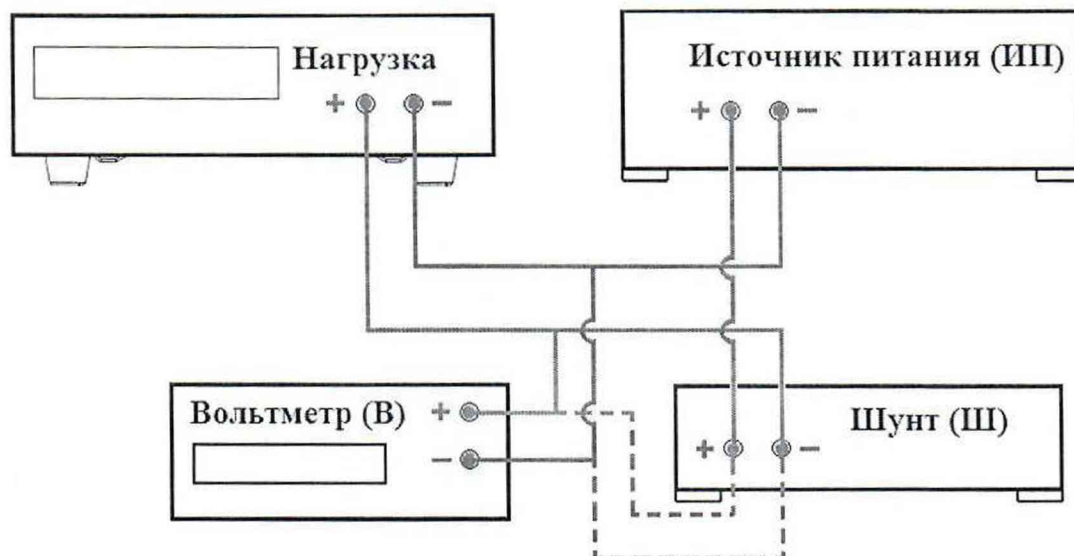 Нагрузка
+ −
Источник питания (ИП)
+ −
Вольтметр (В)
+
−
Шунт (Ш)
+ −